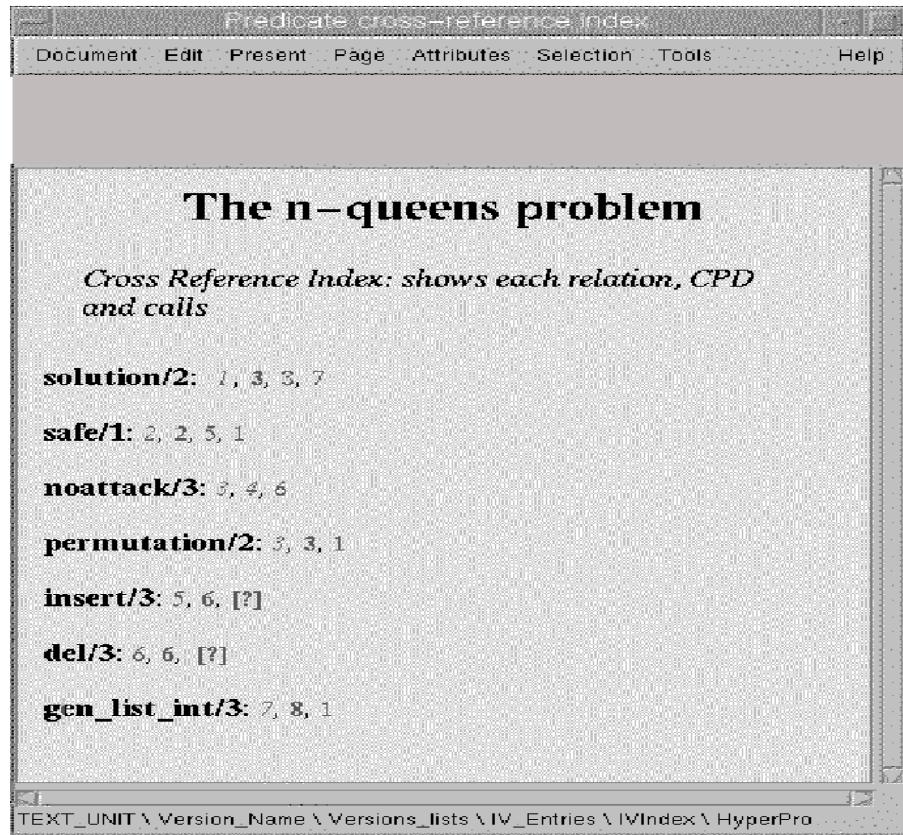 Predicate cross-reference index
Document Edit Present Page Attributes Selection Tools Help
The n-queens problem
Cross Reference Index: shows each relation, CPD
and calls
solution/2: 1, 3, 3, 7
safe/1: 2, 2, 5, 1
noattack/3: 3, 4, 6
permutation/2: 3, 3, 1
insert/3: 5, 6, [?]
del/3: 6, 6, [?]
gen_list_int/3: 7, 8, 1
TEXT_UNIT \ Version_Name \ Versions_lists \ IV_Entries \ IVIndex \ HyperPro